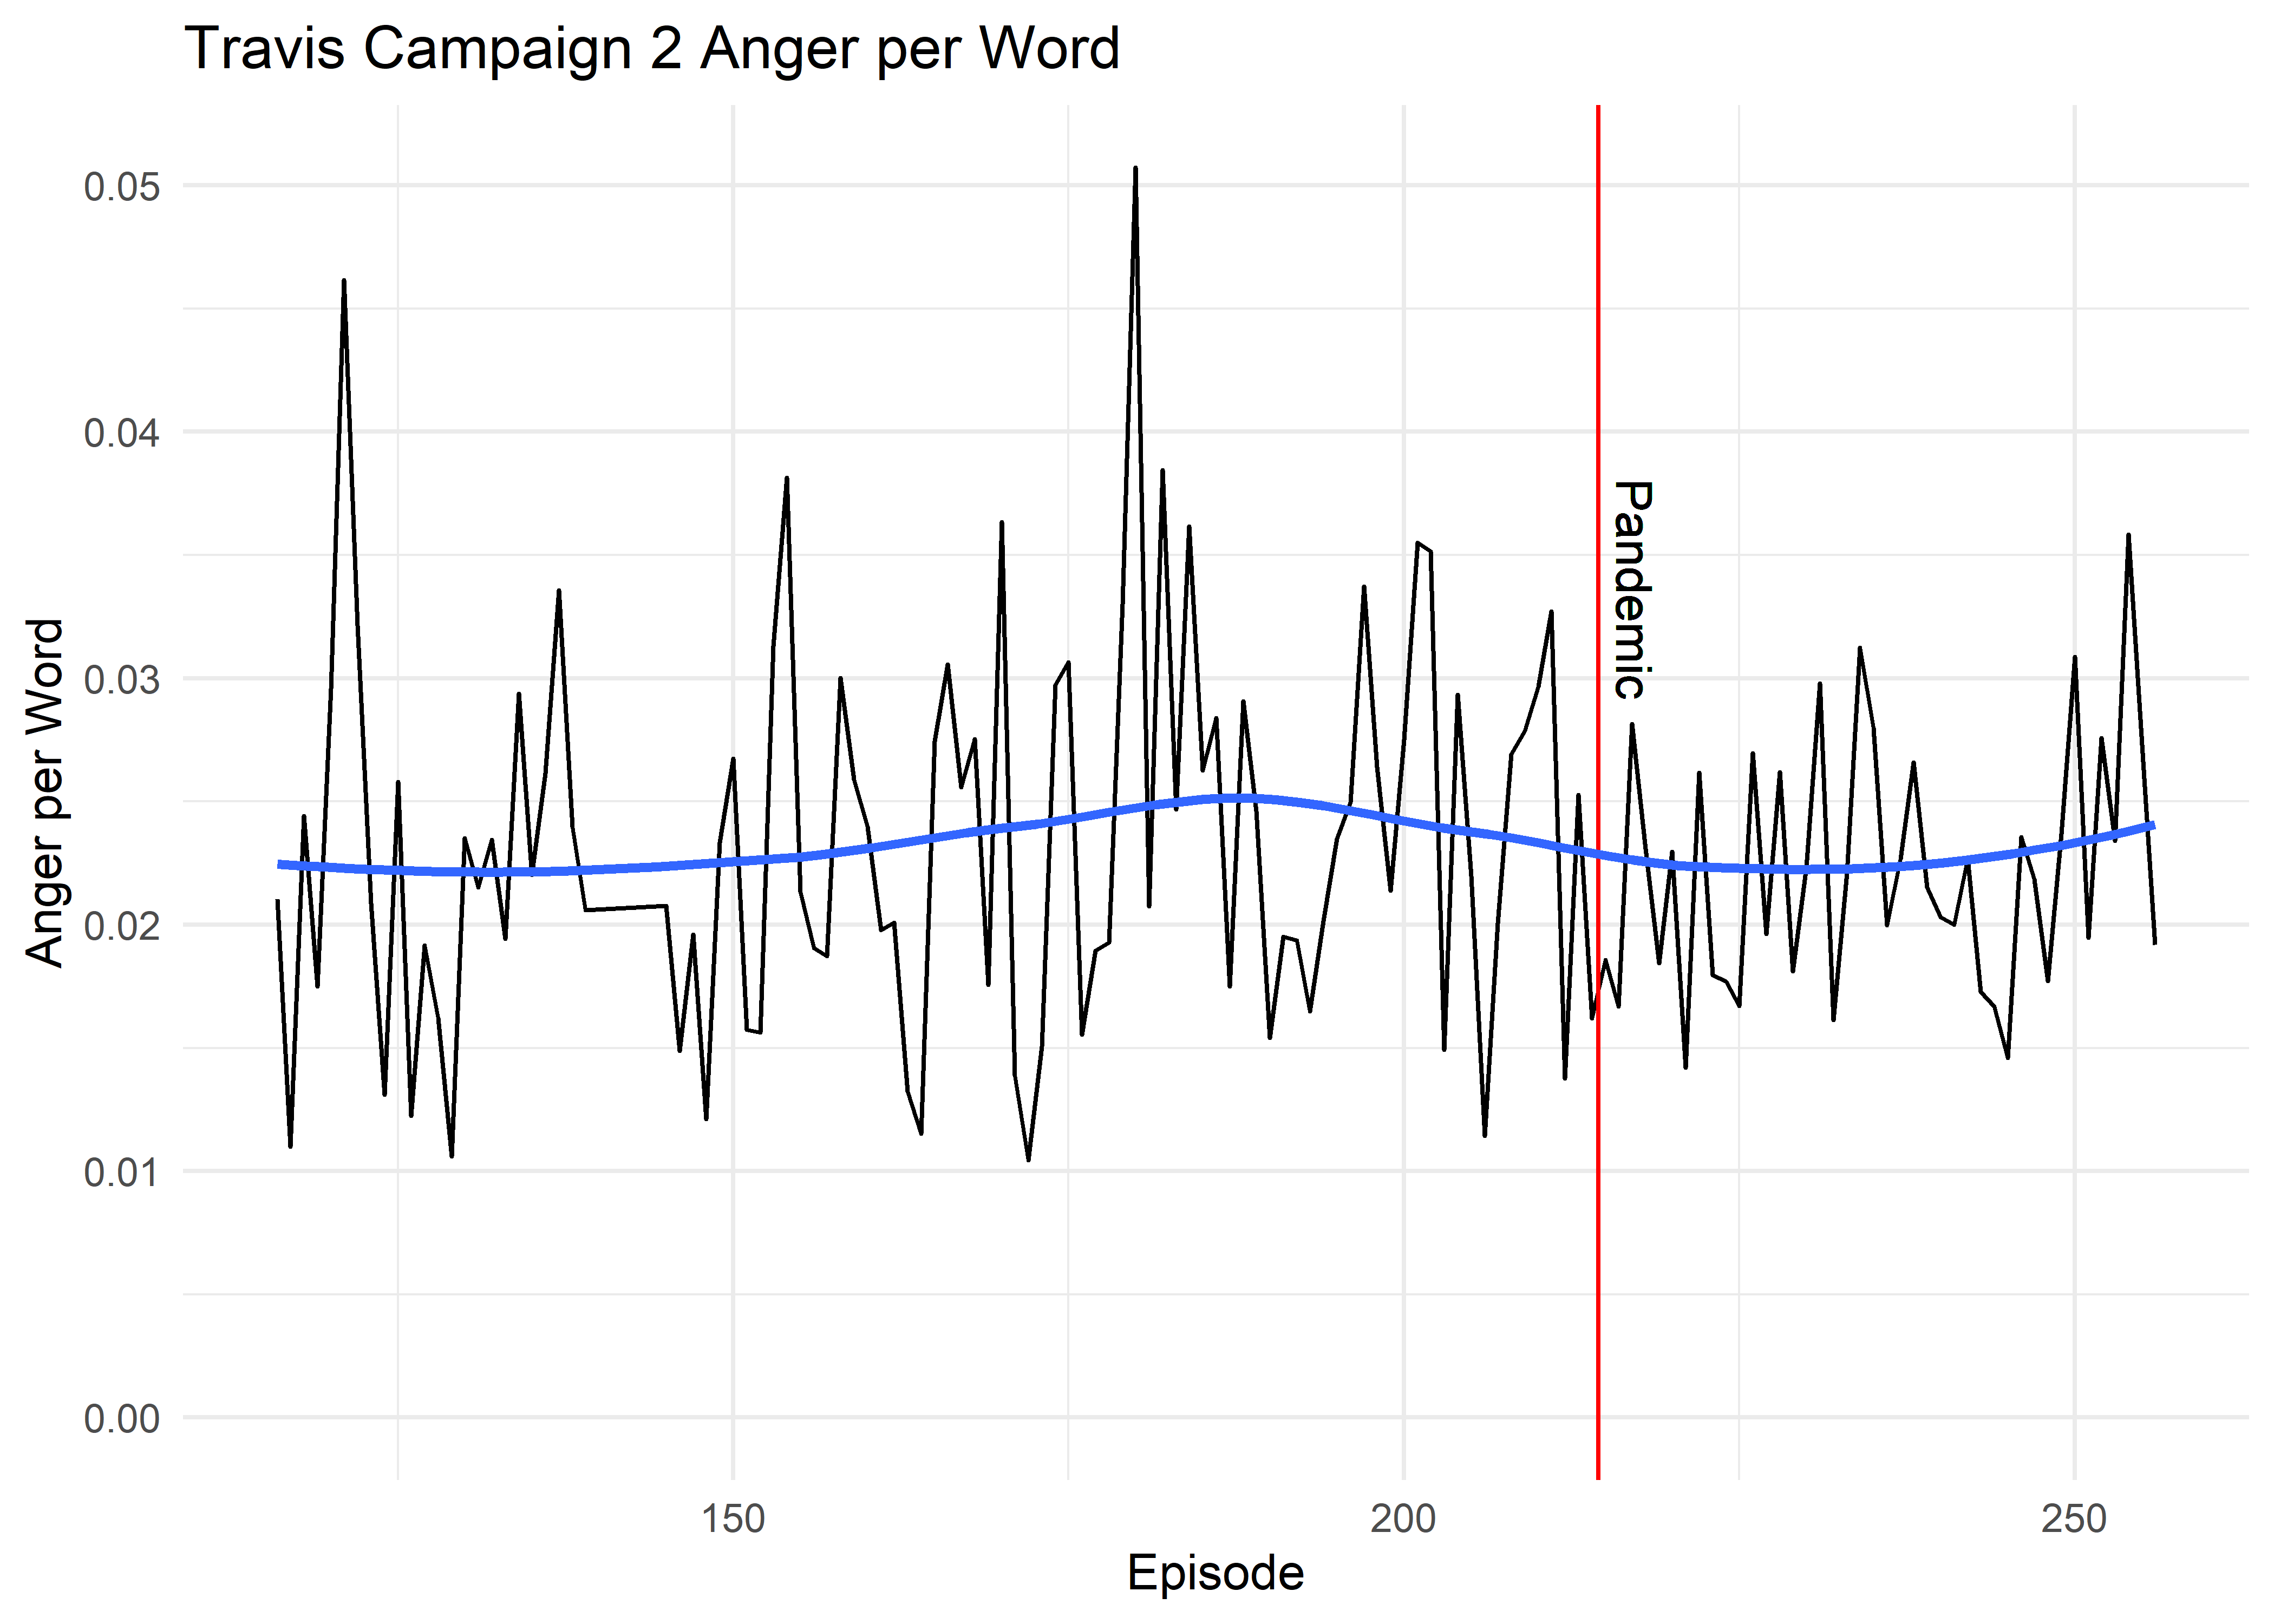 Travis Campaign 2 Anger per Word
0.05
0.04
0.03
0.02
0.01
0.00
Anger per Word
Pandemic
150
200
250
Episode